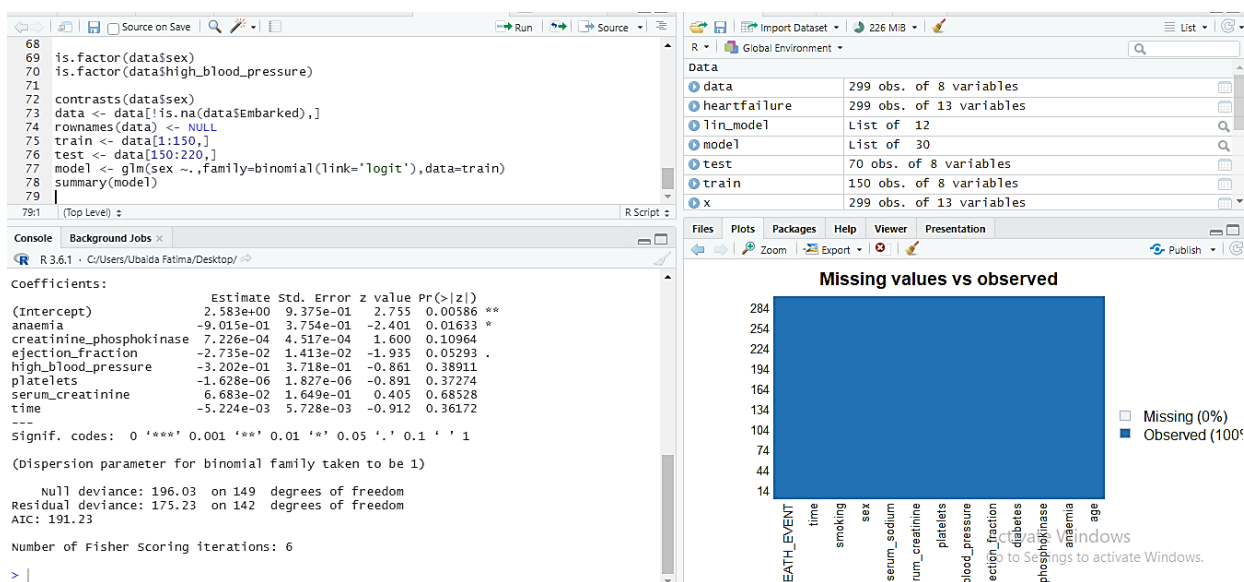 Source on Save
Run
Source
68
69 is.factor(data$sex)
70 is.factor(data$high_blood_pressure)
71
72 contrasts(data$sex)
73 data <- data[!is.na(data$Embarked),]
74 rownames(data) <- NULL
75 train <- data[1:150,]
76 test <- data[150:220,]
77 model <- glm(sex ~.,family=binomial(link='logit'),data=train)
78 summary(model)
79
79:1 (Top Level) R Script
Console Background Jobs
R 3.6.1 · C:/Users/Ubaida Fatima/Desktop/
Coefficients:
Estimate Std. Error z value Pr(>|z|)
(Intercept) 2.583e+00 9.375e-01 2.755 0.00586 **
anaemia -9.015e-01 3.754e-01 -2.401 0.01633 *
creatinine_phosphokinase 7.226e-04 4.517e-04 1.600 0.10964
ejection_fraction -2.735e-02 1.413e-02 -1.935 0.05293 .
high_blood_pressure -3.202e-01 3.718e-01 -0.861 0.38911
platelets -1.628e-06 1.827e-06 -0.891 0.37274
serum_creatinine 6.683e-02 1.649e-01 0.405 0.68528
time -5.224e-03 5.728e-03 -0.912 0.36172
---
Signif. codes: 0 ‘***’ 0.001 ‘**’ 0.01 ‘*’ 0.05 ‘.’ 0.1 ‘ ’ 1
(Dispersion parameter for binomial family taken to be 1)
Null deviance: 196.03 on 149 degrees of freedom
Residual deviance: 175.23 on 142 degrees of freedom
AIC: 191.23
Number of Fisher Scoring iterations: 6
>
Import Dataset 226 MiB List
R Global Environment
Data
data 299 obs. of 8 variables
heartfailure 299 obs. of 13 variables
lin_model List of 12
model List of 30
test 70 obs. of 8 variables
train 150 obs. of 8 variables
x 299 obs. of 13 variables
Files Plots Packages Help Viewer Presentation
Zoom Export Publish
Missing values vs observed
284
254
224
194
164
134
104
74
44
14
Missing (0%)
Observed (100%
EATH_EVENT
time
smoking
sex
serum_sodium
rum_creatinine
platelets
blood_pressure
ection_fraction
diabetes
phosphokinase
anaemia
age
Activate Windows
Go to Settings to activate Windows.